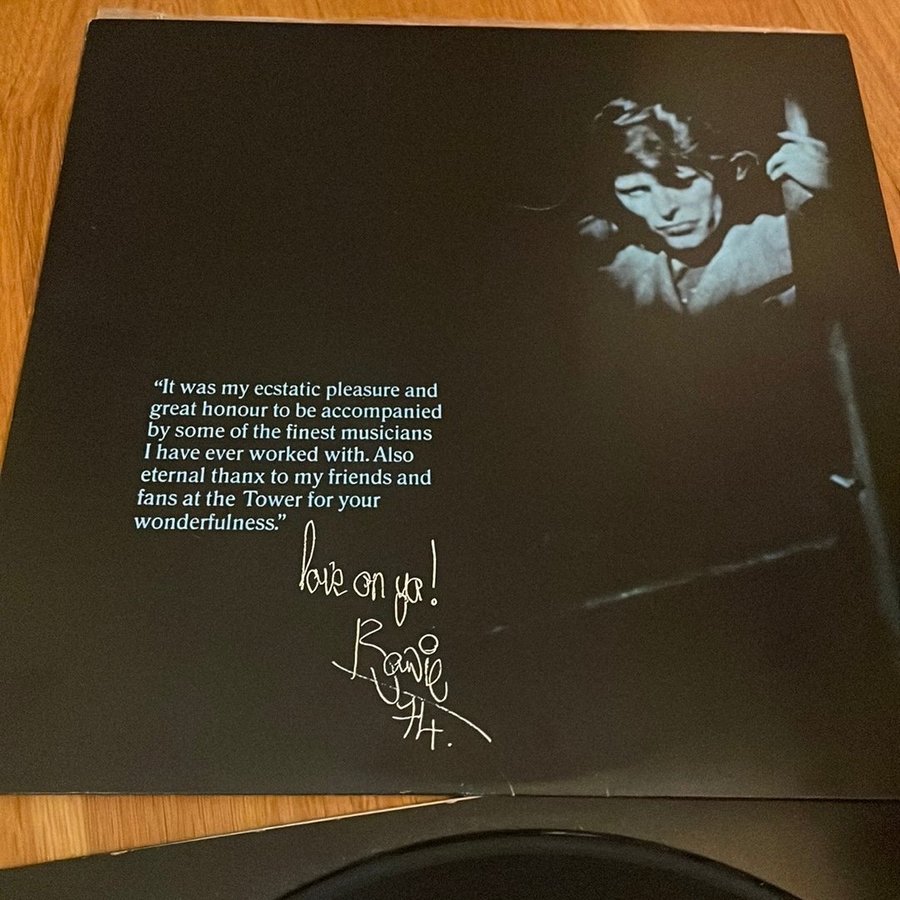 “It was my ecstatic pleasure and
great honour to be accompanied
by some of the finest musicians
I have ever worked with. Also
eternal thanx to my friends and
fans at the Tower for your
wonderfulness.”
love on ya!
Bowie
74.